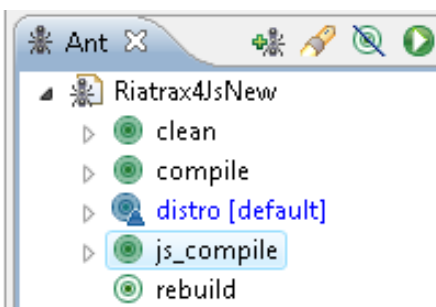 Ant
Riatrax4JsNew
clean
compile
distro [default]
js_compile
rebuild